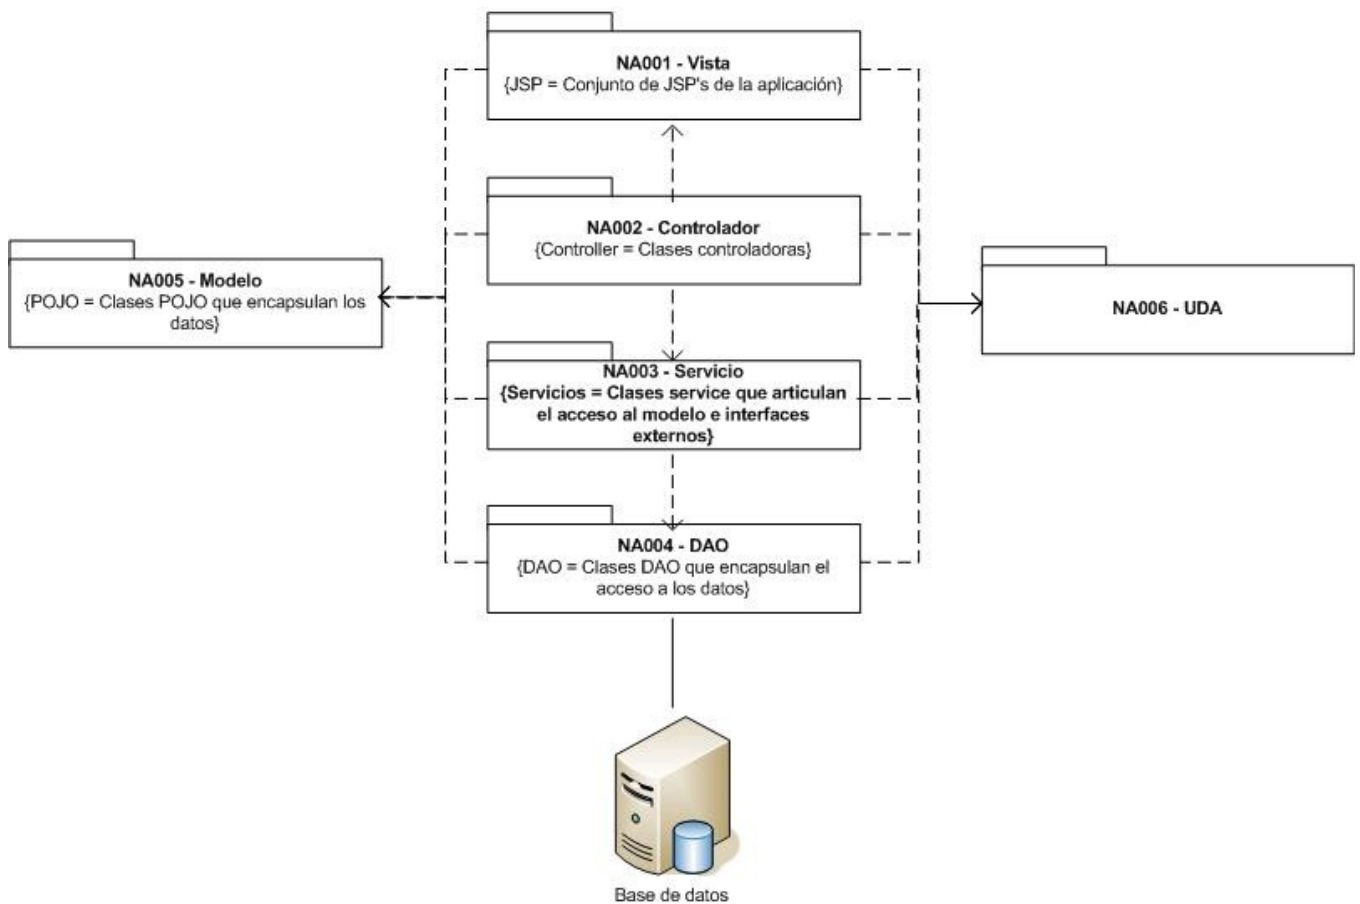 NA001 - Vista
{JSP = Conjunto de JSP's de la aplicación}
NA002 - Controlador
{Controller = Clases controladoras}
NA005 - Modelo
{POJO = Clases POJO que encapsulan los
datos}
NA006 - UDA
NA003 - Servicio
{Servicios = Clases service que articulan
el acceso al modelo e interfaces
externos}
NA004 - DAO
{DAO = Clases DAO que encapsulan el
acceso a los datos}
Base de datos